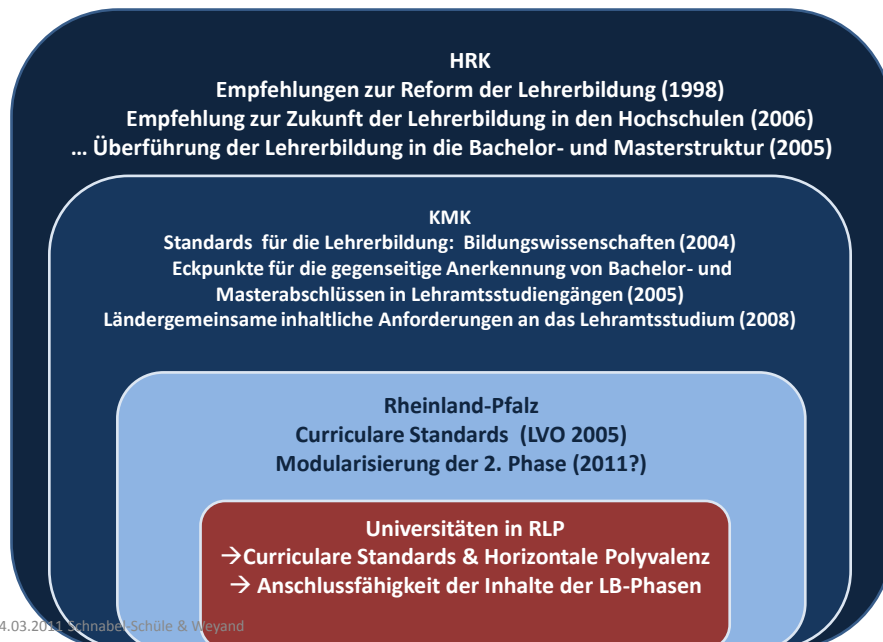 HRK
Empfehlungen zur Reform der Lehrerbildung (1998)
Empfehlung zur Zukunft der Lehrerbildung in den Hochschulen (2006)
… Überführung der Lehrerbildung in die Bachelor- und Masterstruktur (2005)
KMK
Standards für die Lehrerbildung: Bildungswissenschaften (2004)
Eckpunkte für die gegenseitige Anerkennung von Bachelor- und
Masterabschlüssen in Lehramtsstudiengängen (2005)
Ländergemeinsame inhaltliche Anforderungen an das Lehramtsstudium (2008)
Rheinland-Pfalz
Curriculare Standards (LVO 2005)
Modularisierung der 2. Phase (2011?)
Universitäten in RLP
→Curriculare Standards & Horizontale Polyvalenz
→ Anschlussfähigkeit der Inhalte der LB-Phasen
4.03.2011 Schnabel-Schüle & Weyand